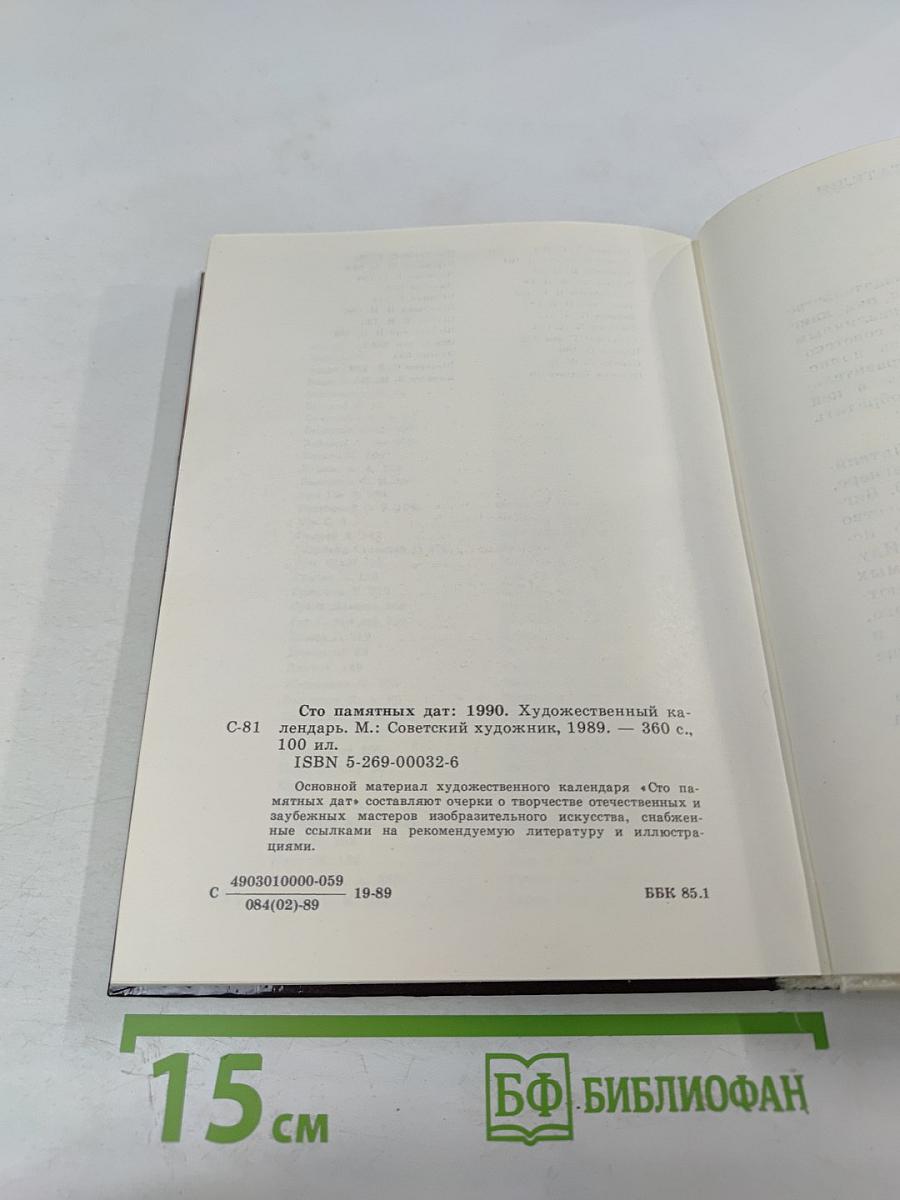 Сто памятных дат: 1990. Художественный ка-
С-81 лендарь. М.: Советский художник, 1989. — 360 с.,
100 ил.
ISBN 5-269-00032-6
Основной материал художественного календаря «Сто па-
мятных дат» составляют очерки о творчестве отечественных и
заубежных мастеров изобразительного искусства, снабжен-
ные ссылками на рекомендуемую литературу и иллюстра-
циями.
С 4903010000-059 19-89
084(02)-89
ББК 85.1
15 см
БФ БИБЛИОФАН